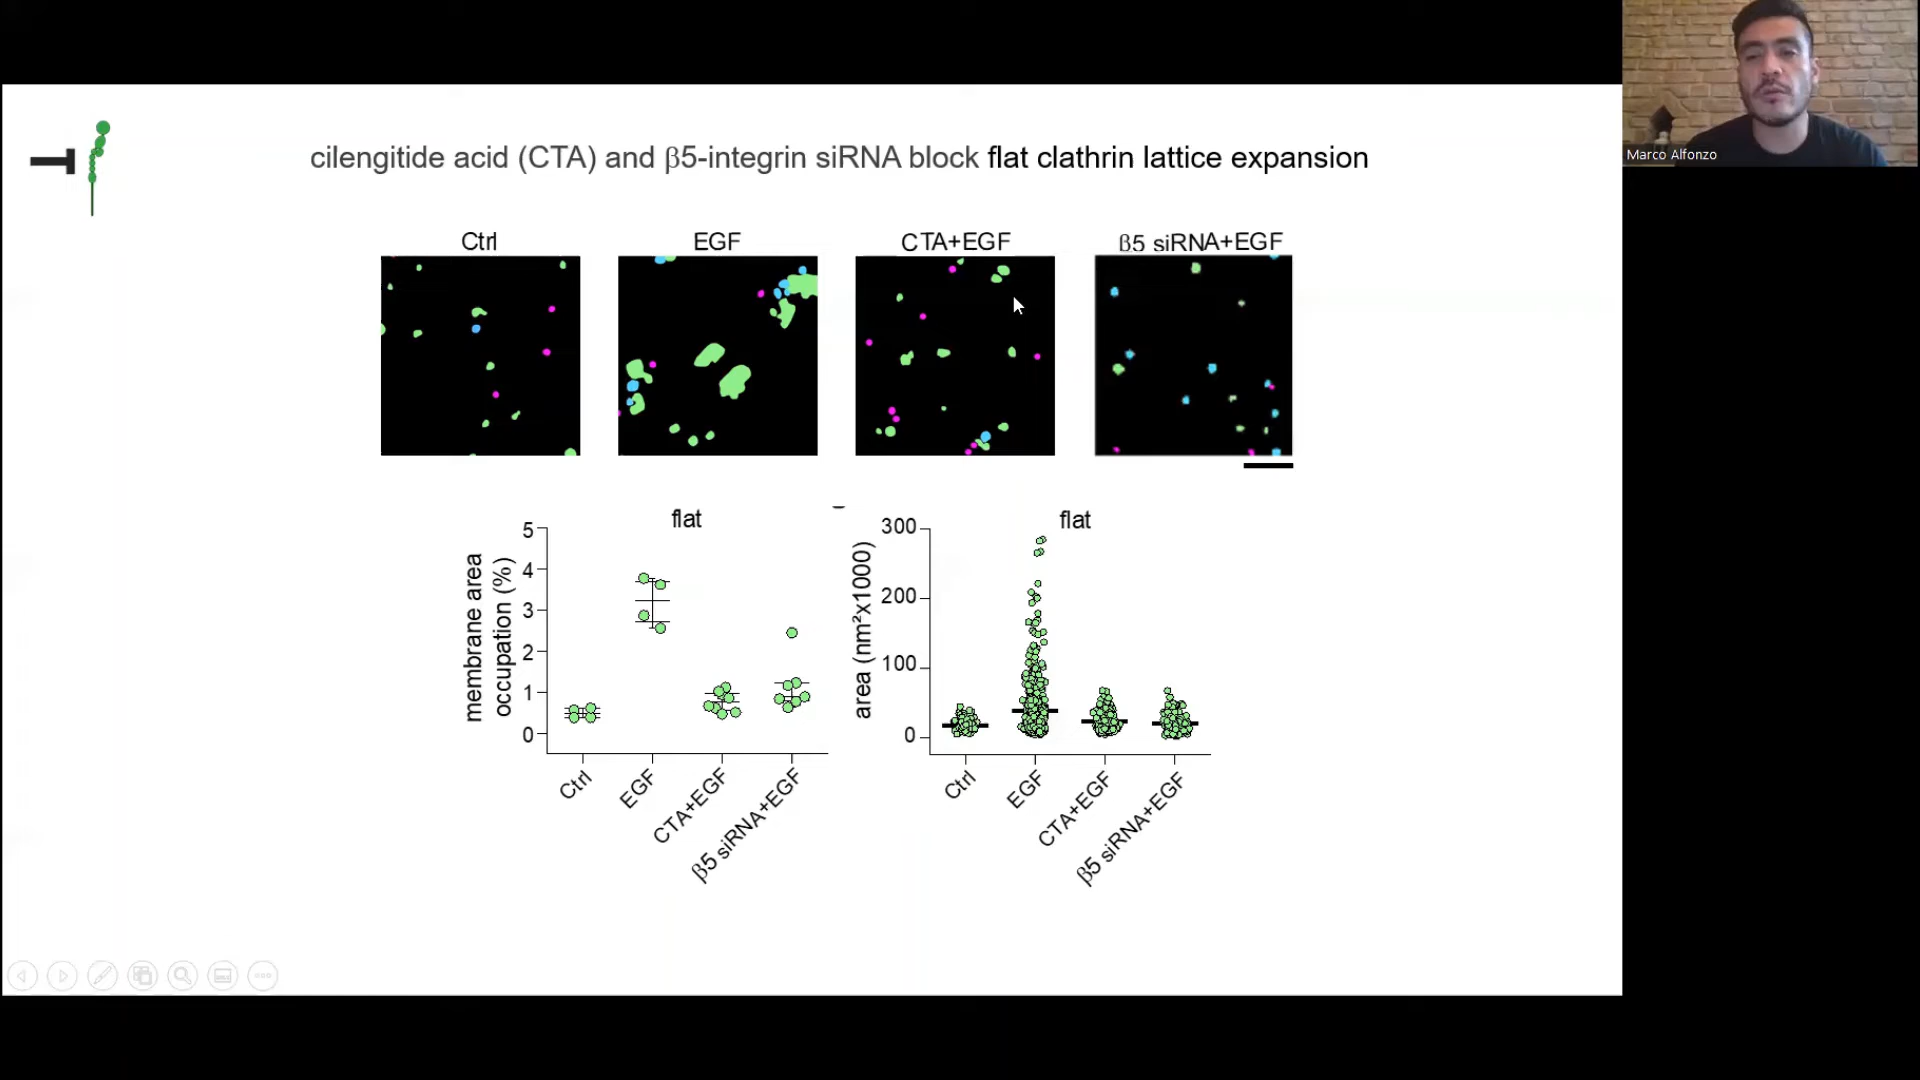 Marco Alfonzo
cilengitide acid (CTA) and β5-integrin siRNA block flat clathrin lattice expansion
Ctrl
EGF
CTA+EGF
β5 siRNA+EGF
flat
membrane area
occupation (%)
5
4
3
2
1
0
Ctrl
EGF
CTA+EGF
β5 siRNA+EGF
flat
area (nm²x1000)
300
200
100
0
Ctrl
EGF
CTA+EGF
β5 siRNA+EGF